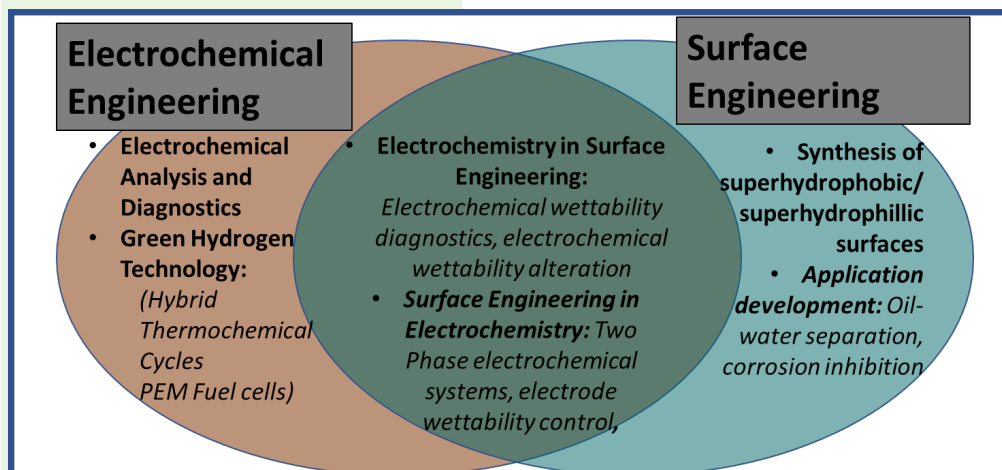 Electrochemical
Engineering
• Electrochemical
Analysis and
Diagnostics
• Green Hydrogen
Technology:
(Hybrid
Thermochemical
Cycles
PEM Fuel cells)
• Electrochemistry in Surface
Engineering:
Electrochemical wettability
diagnostics, electrochemical
wettability alteration
• Surface Engineering in
Electrochemistry: Two
Phase electrochemical
systems, electrode
wettability control,
Surface
Engineering
• Synthesis of
superhydrophobic/
superhydrophillic
surfaces
• Application
development: Oil-
water separation,
corrosion inhibition